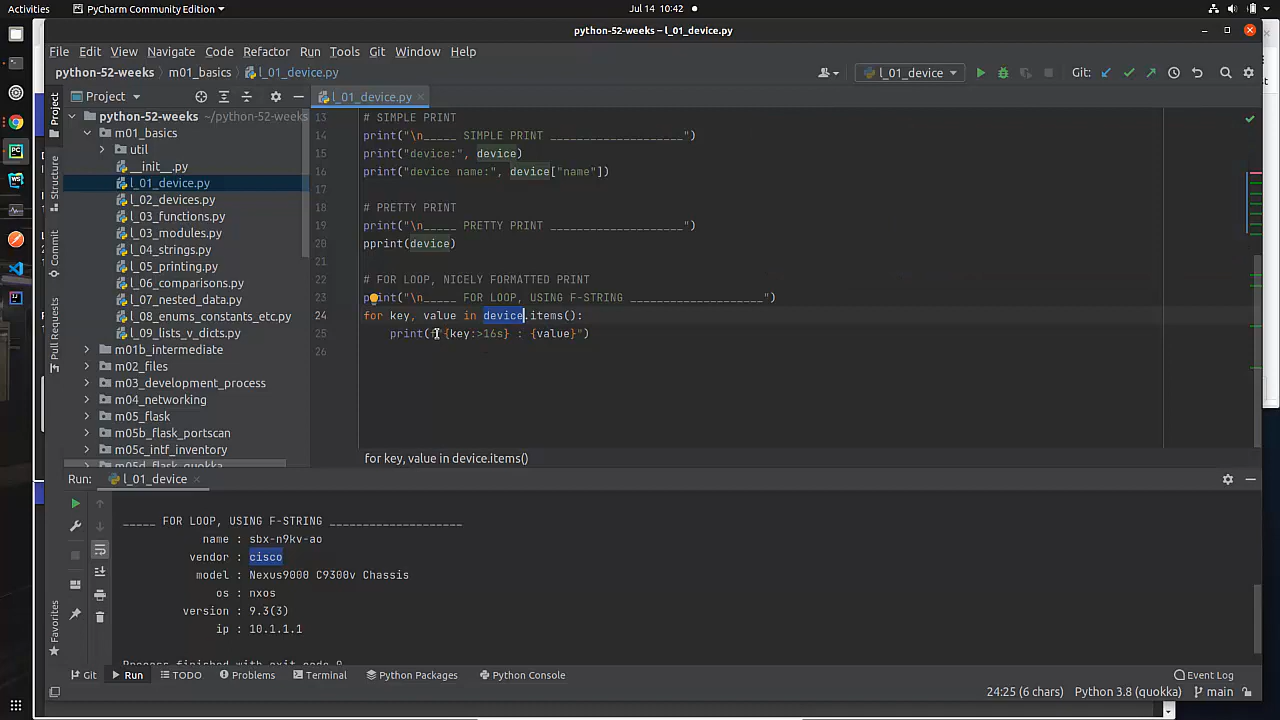 Activities PyCharm Community Edition Jul 14 10:42
python-52-weeks – l_01_device.py
File Edit View Navigate Code Refactor Run Tools Git Window Help
python-52-weeks m01_basics l_01_device.py l_01_device Git:
Project l_01_device.py
python-52-weeks ~/python-52-weeks
m01_basics
util
__init__.py
l_01_device.py
l_02_devices.py
l_03_functions.py
l_03_modules.py
l_04_strings.py
l_05_printing.py
l_06_comparisons.py
l_07_nested_data.py
l_08_enums_constants_etc.py
l_09_lists_v_dicts.py
m01b_intermediate
m02_files
m03_development_process
m04_networking
m05_flask
m05b_flask_portscan
m05c_intf_inventory
m05d_flask_quokka
Project
Structure
Commit
Pull Requests
Favorites
13 # SIMPLE PRINT
14 print("\n_____ SIMPLE PRINT ____________________")
15 print("device:", device)
16 print("device name:", device["name"])
17
18 # PRETTY PRINT
19 print("\n_____ PRETTY PRINT ____________________")
20 pprint(device)
21
22 # FOR LOOP, NICELY FORMATTED PRINT
23 print("\n_____ FOR LOOP, USING F-STRING ____________________")
24 for key, value in device.items():
25 print(f"{key:>16s} : {value}")
26
for key, value in device.items()
Run: l_01_device
_____ FOR LOOP, USING F-STRING ____________________
name : sbx-n9kv-ao
vendor : cisco
model : Nexus9000 C9300v Chassis
os : nxos
version : 9.3(3)
ip : 10.1.1.1
Process finished with exit code 0
Git Run TODO Problems Terminal Python Packages Python Console Event Log
24:25 (6 chars) Python 3.8 (quokka) main